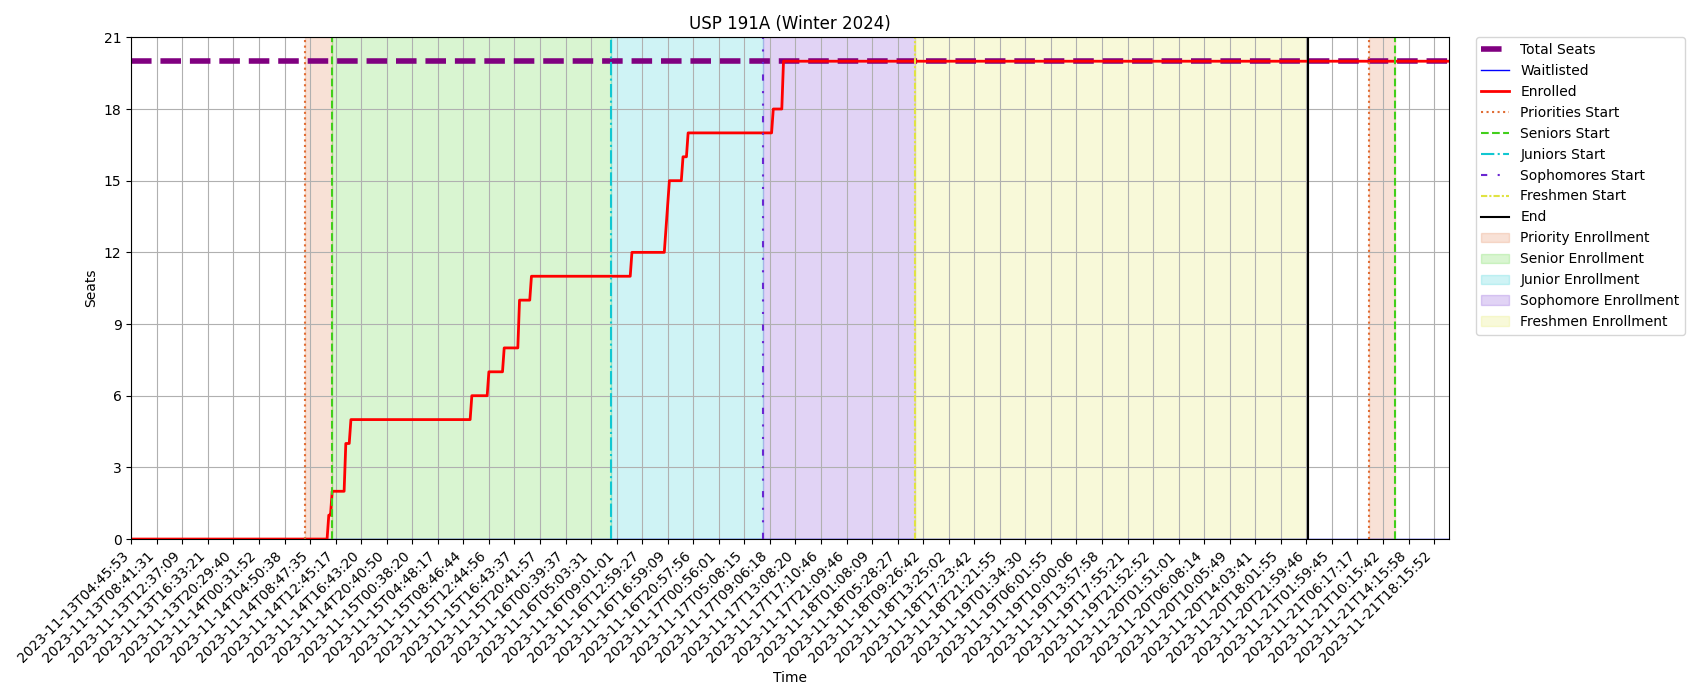 USP 191A (Winter 2024)
21
18
15
12
9
6
3
0
Seats
2023-11-13T04:45:53
2023-11-13T08:41:31
2023-11-13T12:37:09
2023-11-13T16:33:21
2023-11-13T20:29:40
2023-11-14T00:31:52
2023-11-14T04:50:38
2023-11-14T08:47:35
2023-11-14T12:45:17
2023-11-14T16:43:20
2023-11-14T20:40:50
2023-11-15T00:38:20
2023-11-15T04:48:17
2023-11-15T08:46:44
2023-11-15T12:44:56
2023-11-15T16:43:37
2023-11-15T20:41:57
2023-11-16T00:39:37
2023-11-16T05:03:31
2023-11-16T09:01:01
2023-11-16T12:59:27
2023-11-16T16:59:09
2023-11-16T20:57:56
2023-11-17T00:56:01
2023-11-17T05:08:15
2023-11-17T09:06:18
2023-11-17T13:08:20
2023-11-17T17:10:46
2023-11-17T21:09:46
2023-11-18T01:08:09
2023-11-18T05:28:27
2023-11-18T09:26:42
2023-11-18T13:25:02
2023-11-18T17:23:42
2023-11-18T21:21:55
2023-11-19T01:34:30
2023-11-19T06:01:55
2023-11-19T10:00:06
2023-11-19T13:57:58
2023-11-19T17:55:21
2023-11-19T21:52:52
2023-11-20T01:51:01
2023-11-20T06:08:14
2023-11-20T10:05:49
2023-11-20T14:03:41
2023-11-20T18:01:55
2023-11-20T21:59:46
2023-11-21T01:59:45
2023-11-21T06:17:17
2023-11-21T10:15:42
2023-11-21T14:15:58
2023-11-21T18:15:52
Time
Total Seats
Waitlisted
Enrolled
Priorities Start
Seniors Start
Juniors Start
Sophomores Start
Freshmen Start
End
Priority Enrollment
Senior Enrollment
Junior Enrollment
Sophomore Enrollment
Freshmen Enrollment